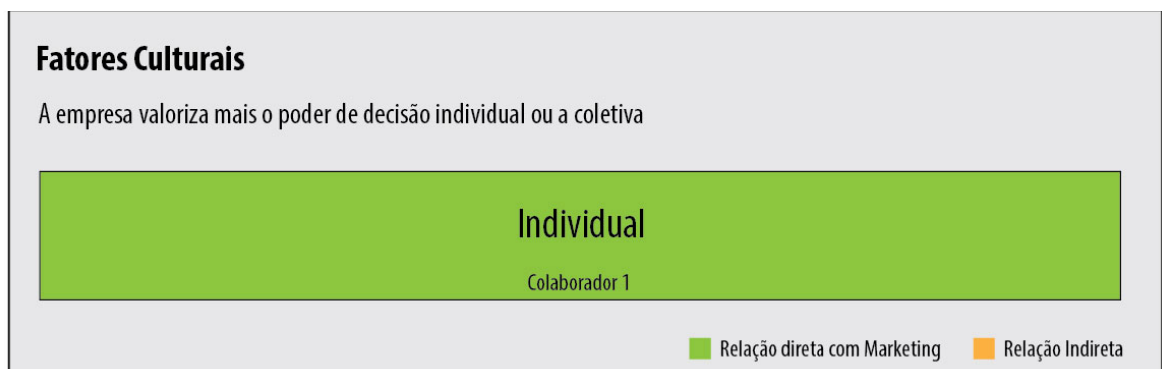 Fatores Culturais
A empresa valoriza mais o poder de decisão individual ou a coletiva
Individual
Colaborador 1
Relação direta com Marketing Relação Indireta